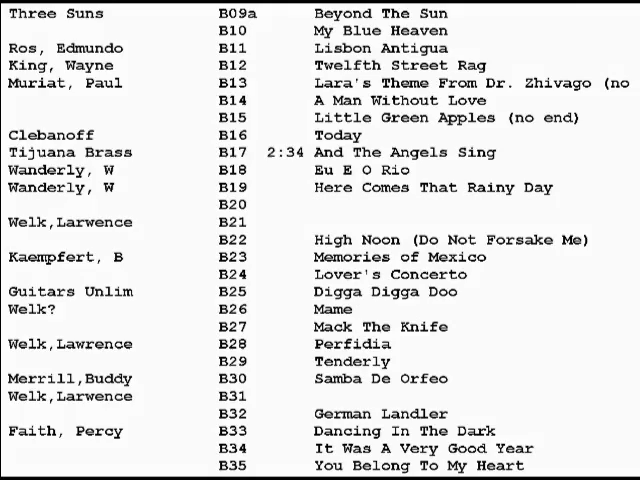 Three Suns B09a Beyond The Sun
B10 My Blue Heaven
Ros, Edmundo B11 Lisbon Antigua
King, Wayne B12 Twelfth Street Rag
Muriat, Paul B13 Lara's Theme From Dr. Zhivago (no
B14 A Man Without Love
B15 Little Green Apples (no end)
Clebanoff B16 Today
Tijuana Brass B17 2:34 And The Angels Sing
Wanderly, W B18 Eu E O Rio
Wanderly, W B19 Here Comes That Rainy Day
B20
Welk,Larwence B21
B22 High Noon (Do Not Forsake Me)
Kaempfert, B B23 Memories of Mexico
B24 Lover's Concerto
Guitars Unlim B25 Digga Digga Doo
Welk? B26 Mame
B27 Mack The Knife
Welk,Lawrence B28 Perfidia
B29 Tenderly
Merrill,Buddy B30 Samba De Orfeo
Welk,Larwence B31
B32 German Landler
Faith, Percy B33 Dancing In The Dark
B34 It Was A Very Good Year
B35 You Belong To My Heart